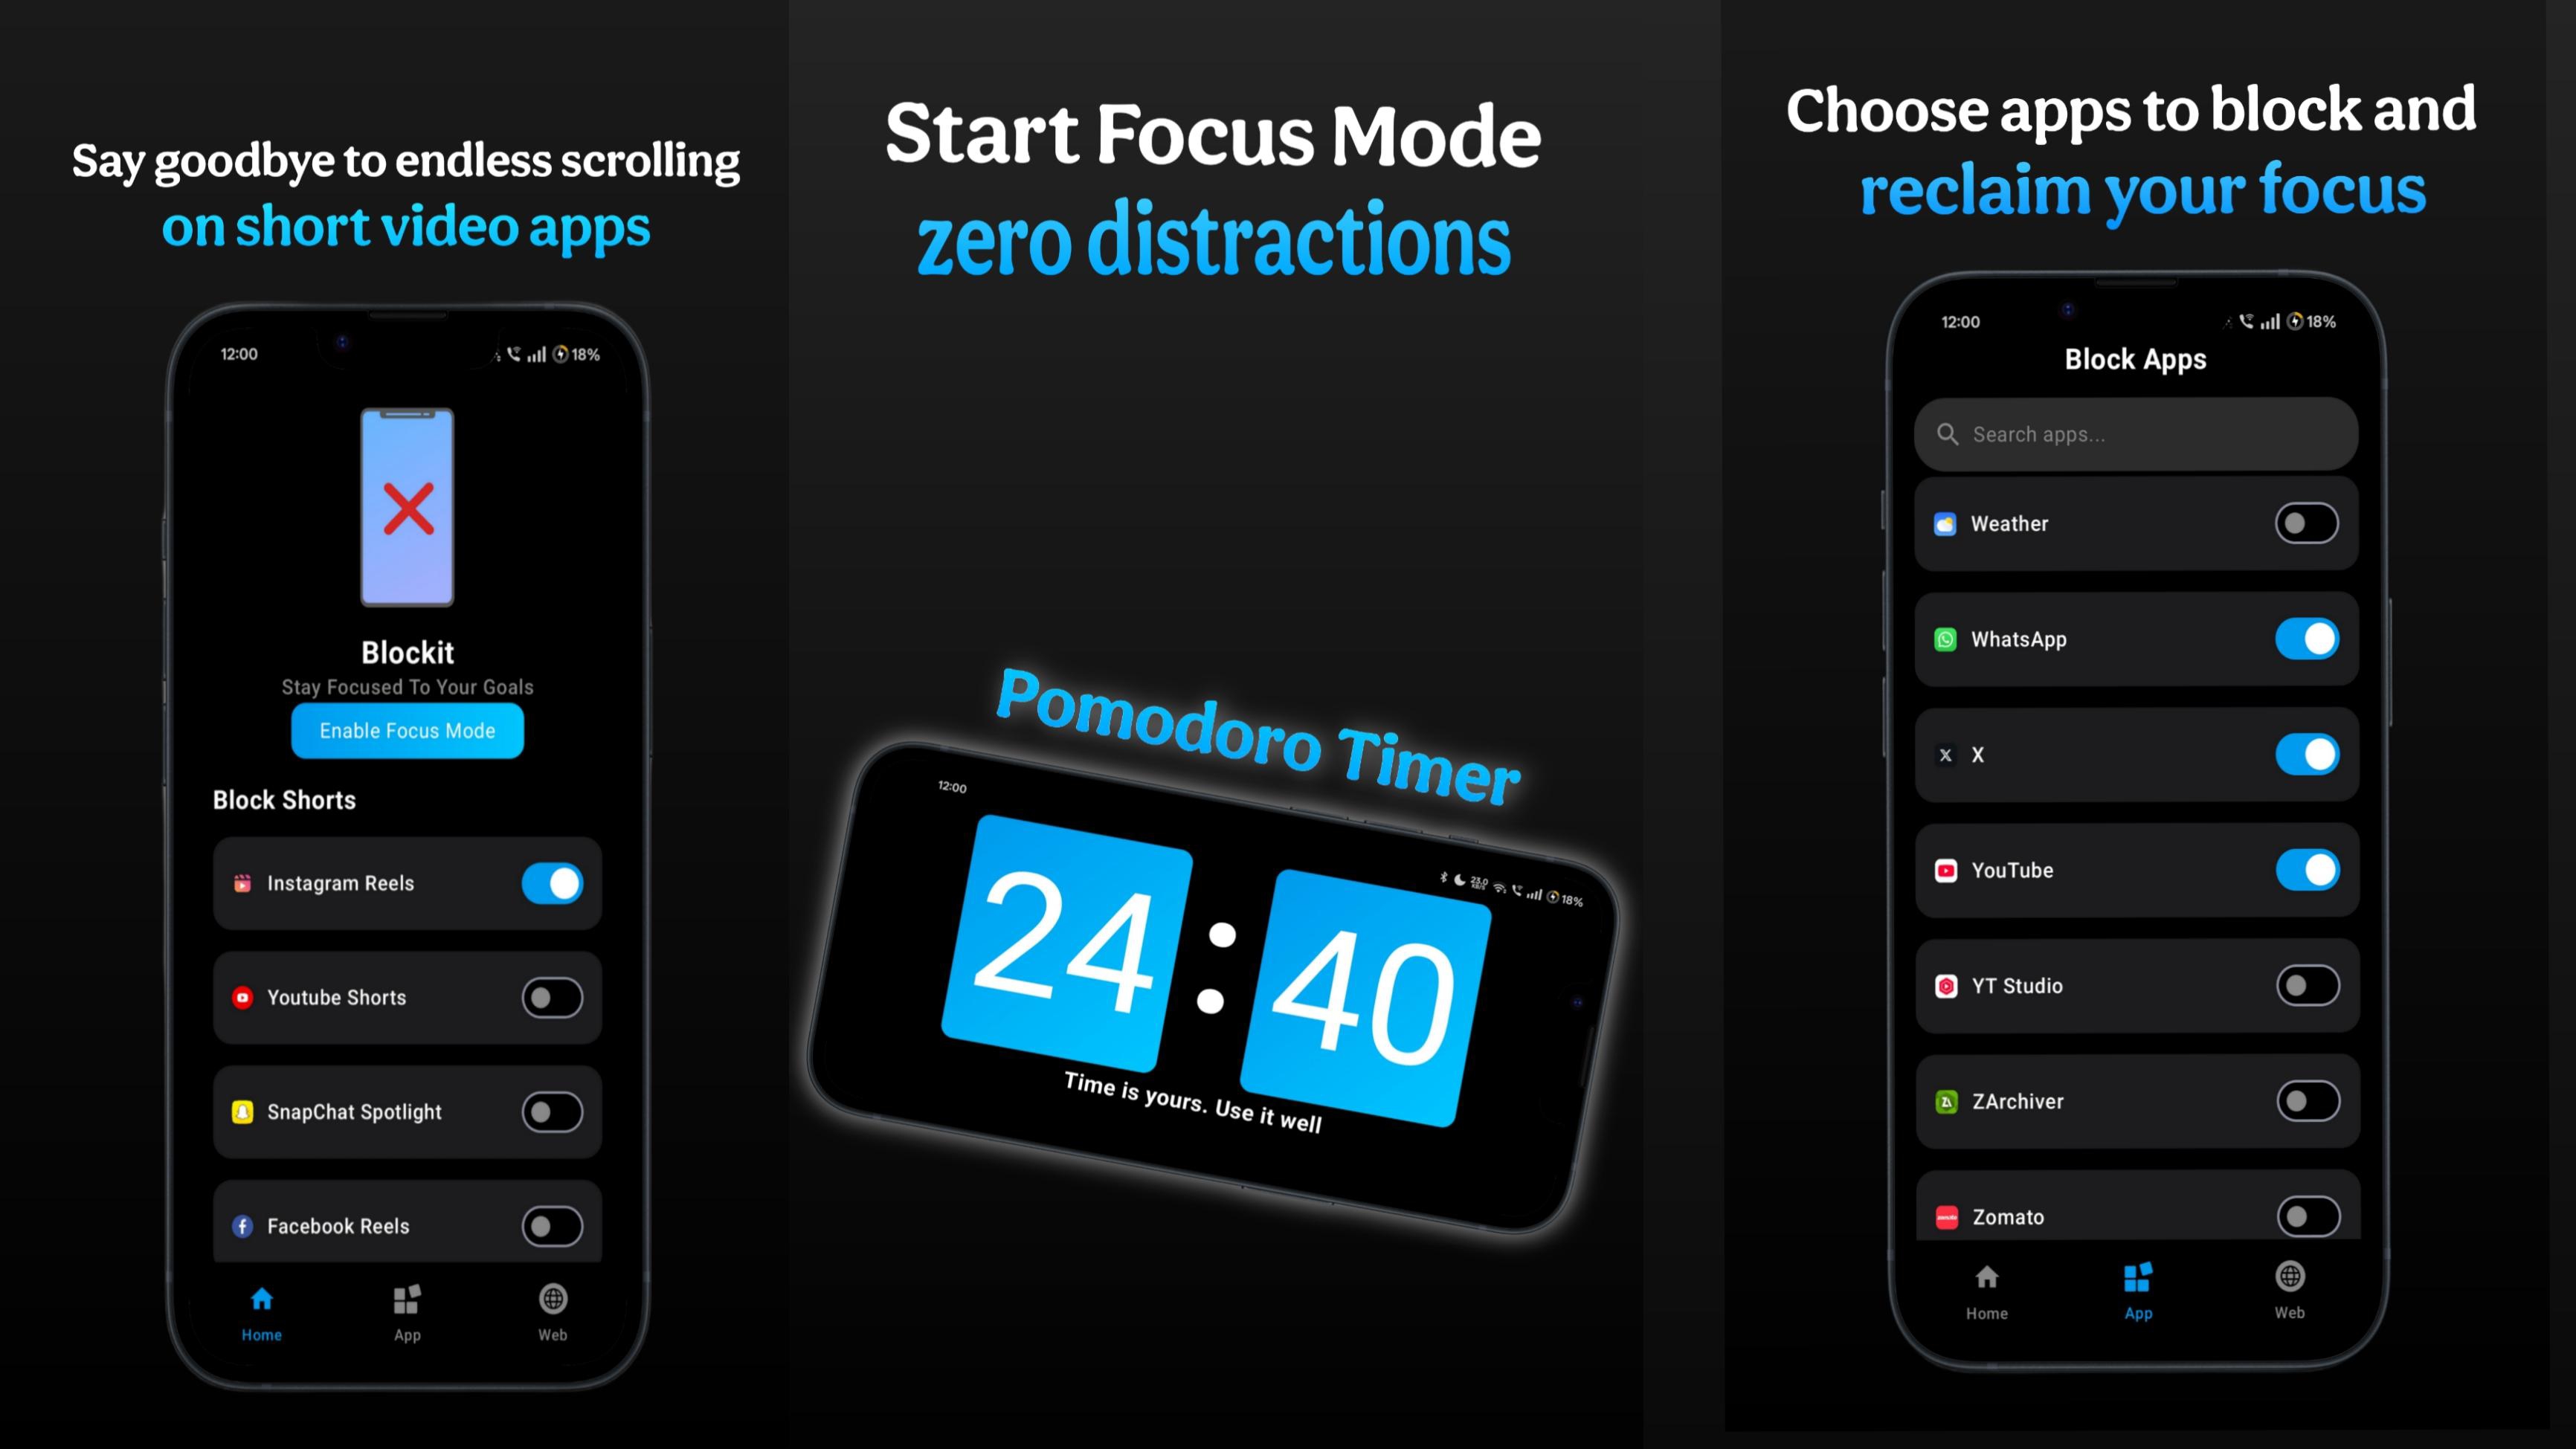 Say goodbye to endless scrolling
on short video apps
12:00
18%
Blockit
Stay Focused To Your Goals
Enable Focus Mode
Block Shorts
Instagram Reels
Youtube Shorts
SnapChat Spotlight
Facebook Reels
Home App Web
Start Focus Mode
zero distractions
Pomodoro Timer
12:00
23.0 KB/s 18%
24:40
Time is yours. Use it well
Choose apps to block and
reclaim your focus
12:00
18%
Block Apps
Search apps...
Weather
WhatsApp
X
YouTube
YT Studio
ZArchiver
Zomato
Home App Web